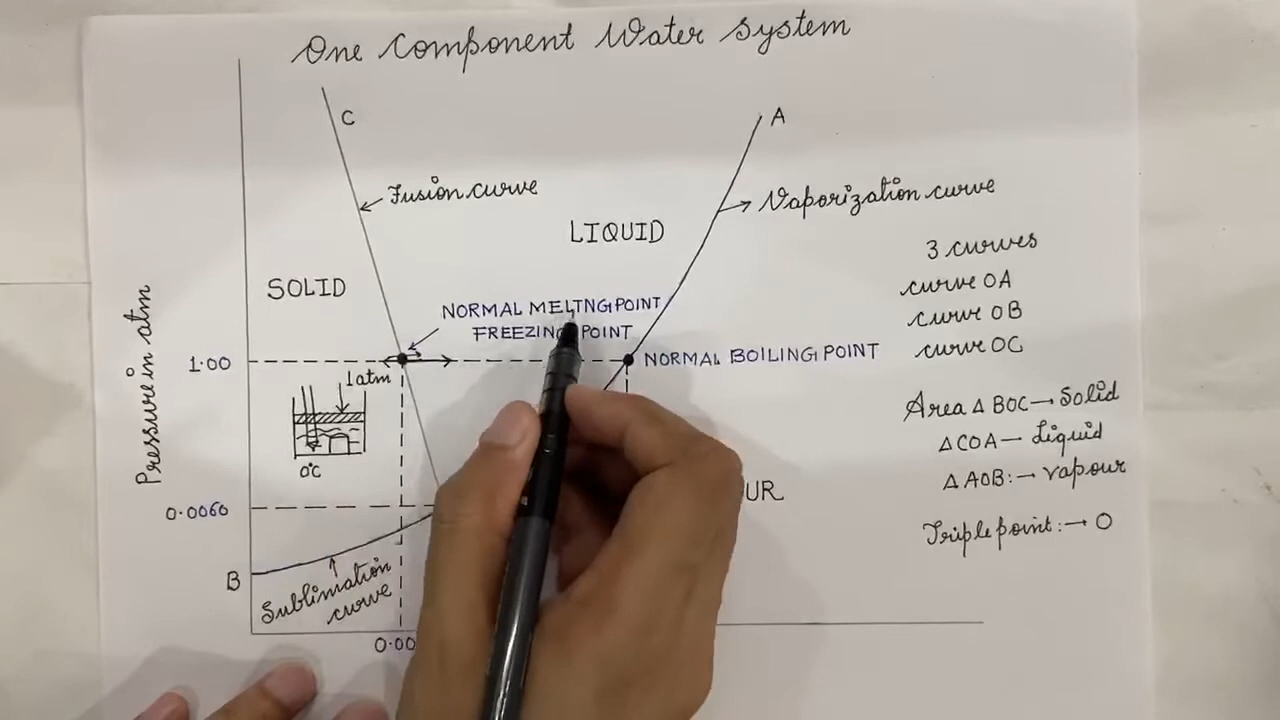 One Component Water System
C
A
Fusion curve
Vaporization curve
LIQUID
3 curves
curve OA
curve OB
curve OC
SOLID
NORMAL MELTNG POINT
FREEZING POINT
NORMAL BOILING POINT
Pressure in atm
1.00
1atm
0°C
Area Δ BOC → Solid
Δ COA — Liquid
Δ AOB: → vapour
Triple point: → O
0.0060
B
Sublimation
curve